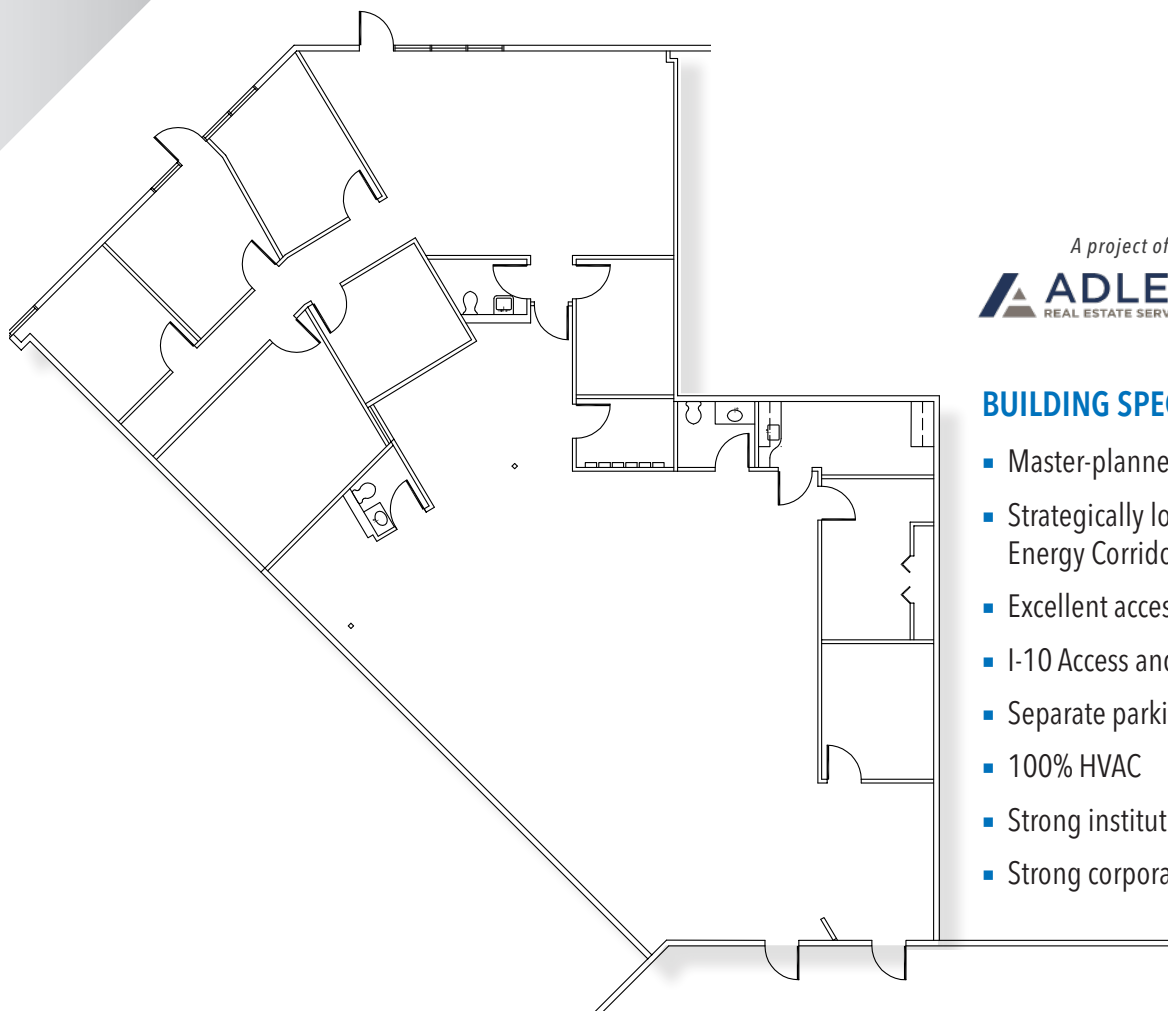 A project of
ADLE
REAL ESTATE SERV
BUILDING SPEC
Master-planne
Strategically lo
Energy Corrido
Excellent acces
I-10 Access and
Separate parki
100% HVAC
Strong institut
Strong corpora